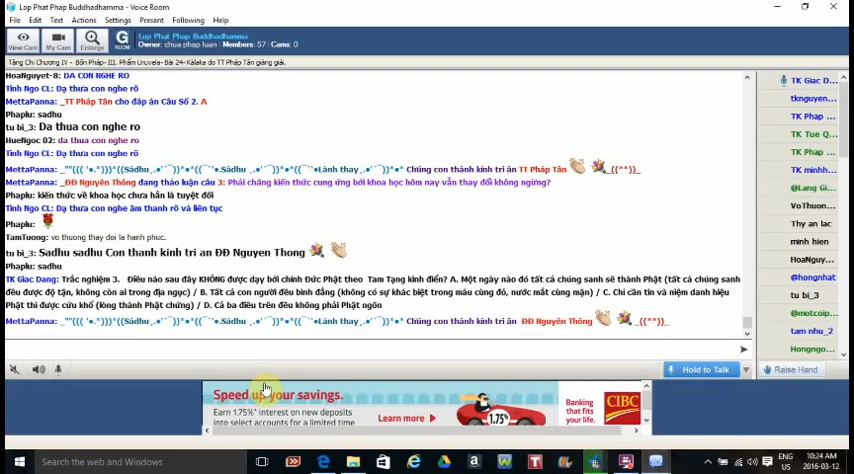 Lop Phat Phap Buddhadhamma - Voice Room
File Edit Text Actions Settings Present Following Help
View Cam My Cam Enlarge G ROOM
Lop Phat Phap Buddhadhamma
Owner: chua phap luan | Members: 57 | Cams: 0
Tăng Chi Chương IV - Bốn Pháp- III. Phẩm Uruvela- Bài 24- Kàlaka do TT Pháp Tân giảng giải.
HoaNguyet-8: DA CON NGHE RO
Tinh Ngo CL: Dạ thưa con nghe rõ
MettaPanna: _TT Pháp Tân cho đáp án Câu Số 2. A
Phaplu: sadhu
tu bi_3: Da thua con nghe ro
HueNgoc 02: da thua con nghe ro
Tinh Ngo CL: Dạ thưa con nghe rõ
MettaPanna: Chúng con thành kính tri ân TT Pháp Tân
MettaPanna: _ĐĐ Nguyên Thông đang thảo luận câu 3: Phải chăng kiến thức cung ứng bởi khoa học hôm nay vẫn thay đổi không ngừng?
Phaplu: kiến thức về khoa học chưa hẳn là tuyệt đối
Tinh Ngo CL: Dạ thưa con nghe âm thanh rõ và liên tục
Phaplu:
TamTuong: vo thuong thay doi la hanh phuc.
tu bi_3: Sadhu sadhu Con thanh kinh tri an ĐĐ Nguyen Thong
Phaplu: sadhu
TK Giac Dang: Trắc nghiệm 3. Điều nào sau đây KHÔNG được dạy bởi chính Đức Phật theo Tam Tạng kinh điển? A. Một ngày nào đó tất cả chúng sanh sẽ thành Phật (tất cả chúng sanh
đều được độ tận, không còn ai trong địa ngục) / B. Tất cả con người đều bình đẳng (không có sự khác biệt trong máu cùng đỏ, nước mắt cùng mặn) / C. Chỉ cần tin và niệm danh hiệu
Phật thì được cứu khổ (lòng thành Phật chứng) / D. Cả ba điều trên đều không phải Phật ngôn
MettaPanna: Chúng con thành kính tri ân ĐĐ Nguyên Thông
TK Giac D...
tknguyen...
TK Phap ...
TK Tue Q...
TK Phap ...
TK minhh...
@Lang Gi...
VoThuon...
Thy an lac
minh hien
HoaNguy...
@hongnhat
tu bi_3
@motcoip...
tam nhu_2
Hongngo...
Hold to Talk
Raise Hand
Speed up your savings.
Earn 1.75%* interest on new deposits
into select accounts for a limited time
Learn more
1.75%
Banking
that fits
your life.
CIBC
Search the web and Windows
ENG
US
10:24 AM
2016-03-12